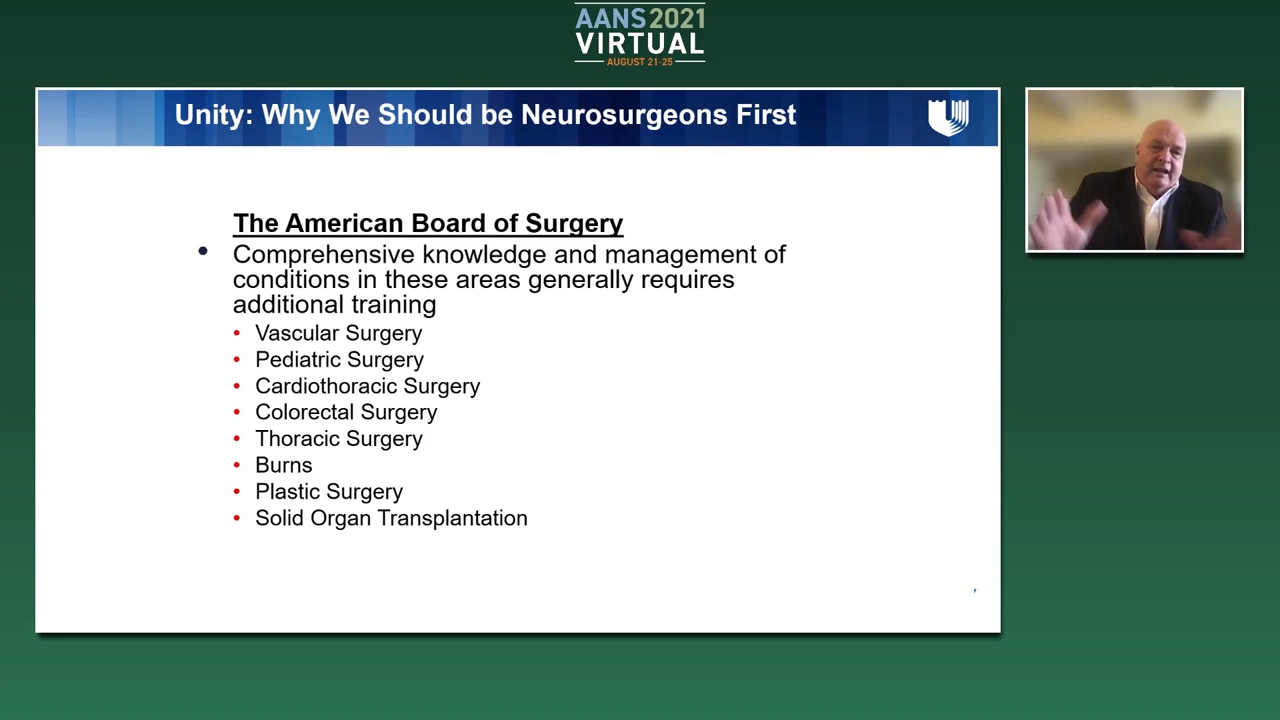 AANS 2021
VIRTUAL
AUGUST 21-25
Unity: Why We Should be Neurosurgeons First
The American Board of Surgery
• Comprehensive knowledge and management of
conditions in these areas generally requires
additional training
• Vascular Surgery
• Pediatric Surgery
• Cardiothoracic Surgery
• Colorectal Surgery
• Thoracic Surgery
• Burns
• Plastic Surgery
• Solid Organ Transplantation